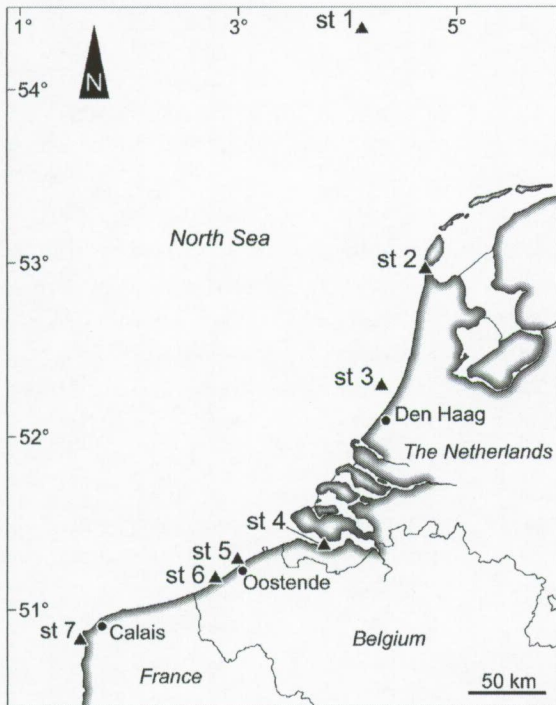 1°
3°
st 1
5°
N
54°
North Sea
53°
st 2
st 3
Den Haag
52°
The Netherlands
st 4
st 5
Oostende
st 6
51°
st 7
Calais
Belgium
France
50 km